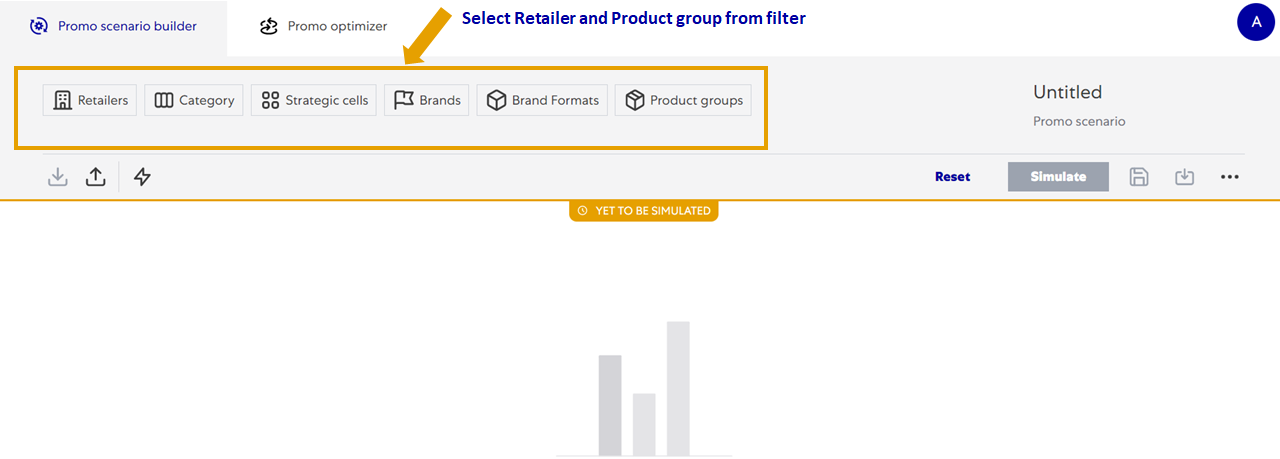 Promo scenario builder
Promo optimizer
Select Retailer and Product group from filter
A
Retailers
Category
Strategic cells
Brands
Brand Formats
Product groups
Untitled
Promo scenario
Reset
Simulate
YET TO BE SIMULATED